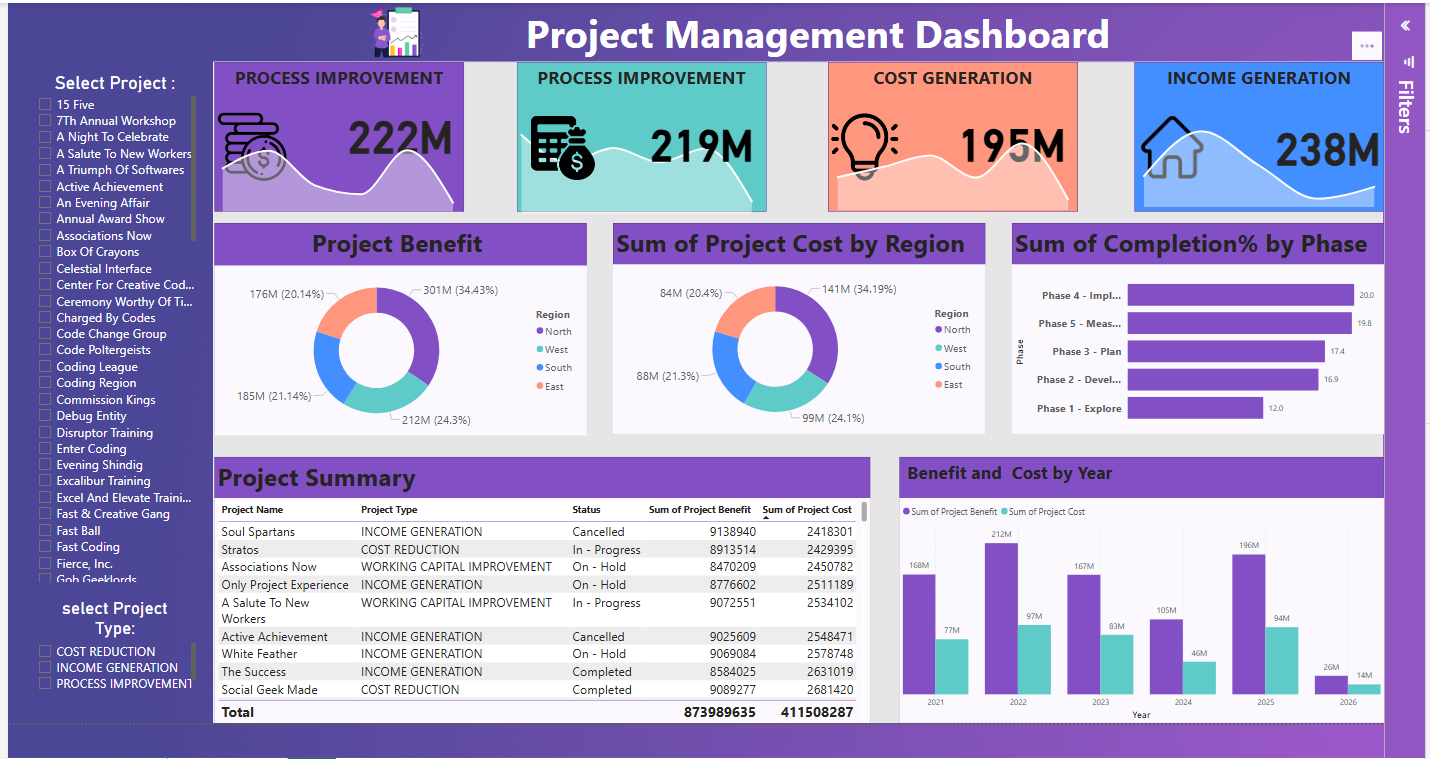 Project Management Dashboard
Filters
Select Project :
15 Five
7Th Annual Workshop
A Night To Celebrate
A Salute To New Workers
A Triumph Of Softwares
Active Achievement
An Evening Affair
Annual Award Show
Associations Now
Box Of Crayons
Celestial Interface
Center For Creative Cod...
Ceremony Worthy Of Ti...
Charged By Codes
Code Change Group
Code Poltergeists
Coding League
Coding Region
Commission Kings
Debug Entity
Disruptor Training
Enter Coding
Evening Shindig
Excalibur Training
Excel And Elevate Traini...
Fast & Creative Gang
Fast Ball
Fast Coding
Fierce, Inc.
Gob Geeklords
select Project
Type:
COST REDUCTION
INCOME GENERATION
PROCESS IMPROVEMENT
PROCESS IMPROVEMENT
222M
PROCESS IMPROVEMENT
219M
COST GENERATION
195M
INCOME GENERATION
238M
Project Benefit
176M (20.14%)
301M (34.43%)
185M (21.14%)
212M (24.3%)
Region
North
West
South
East
Sum of Project Cost by Region
84M (20.4%)
141M (34.19%)
88M (21.3%)
99M (24.1%)
Region
North
West
South
East
Sum of Completion% by Phase
Phase
Phase 4 - Impl... 20.0
Phase 5 - Meas... 19.8
Phase 3 - Plan 17.4
Phase 2 - Devel... 16.9
Phase 1 - Explore 12.0
Project Summary
Project Name Project Type Status Sum of Project Benefit Sum of Project Cost
Soul Spartans INCOME GENERATION Cancelled 9138940 2418301
Stratos COST REDUCTION In - Progress 8913514 2429395
Associations Now WORKING CAPITAL IMPROVEMENT On - Hold 8470209 2450782
Only Project Experience INCOME GENERATION On - Hold 8776602 2511189
A Salute To New WORKING CAPITAL IMPROVEMENT In - Progress 9072551 2534102
Workers
Active Achievement INCOME GENERATION Cancelled 9025609 2548471
White Feather INCOME GENERATION On - Hold 9069084 2578748
The Success INCOME GENERATION Completed 8584025 2631019
Social Geek Made COST REDUCTION Completed 9089277 2681420
Total 873989635 411508287
Benefit and Cost by Year
Sum of Project Benefit Sum of Project Cost
168M 77M
212M 97M
167M 83M
105M 46M
196M 94M
26M 14M
2021 2022 2023 2024 2025 2026
Year